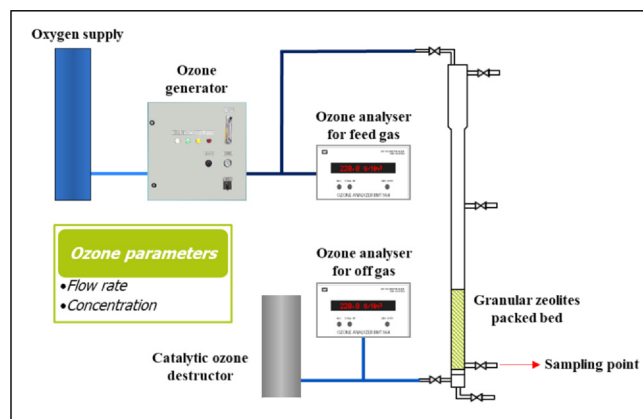 Oxygen supply
Ozone
generator
Ozone analyser
for feed gas
Ozone parameters
•Flow rate
•Concentration
Ozone analyser
for off gas
Granular zeolites
packed bed
Catalytic ozone
destructor
Sampling point